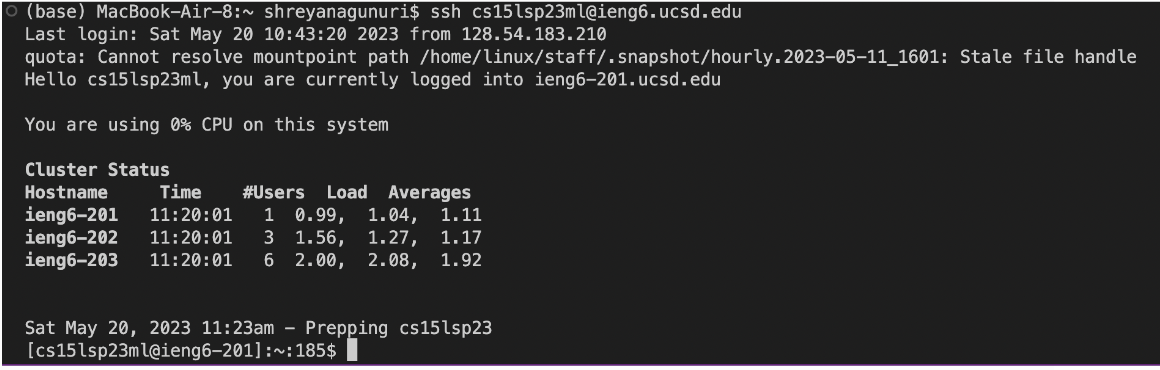 (base) MacBook-Air-8:~ shreyanagunuri$ ssh cs15lsp23ml@ieng6.ucsd.edu
Last login: Sat May 20 10:43:20 2023 from 128.54.183.210
quota: Cannot resolve mountpoint path /home/linux/staff/.snapshot/hourly.2023-05-11_1601: Stale file handle
Hello cs15lsp23ml, you are currently logged into ieng6-201.ucsd.edu
You are using 0% CPU on this system
Cluster Status
Hostname     Time    #Users  Load  Averages
ieng6-201   11:20:01   1  0.99,  1.04,  1.11
ieng6-202   11:20:01   3  1.56,  1.27,  1.17
ieng6-203   11:20:01   6  2.00,  2.08,  1.92
Sat May 20, 2023 11:23am - Prepping cs15lsp23
[cs15lsp23ml@ieng6-201]:~:185$